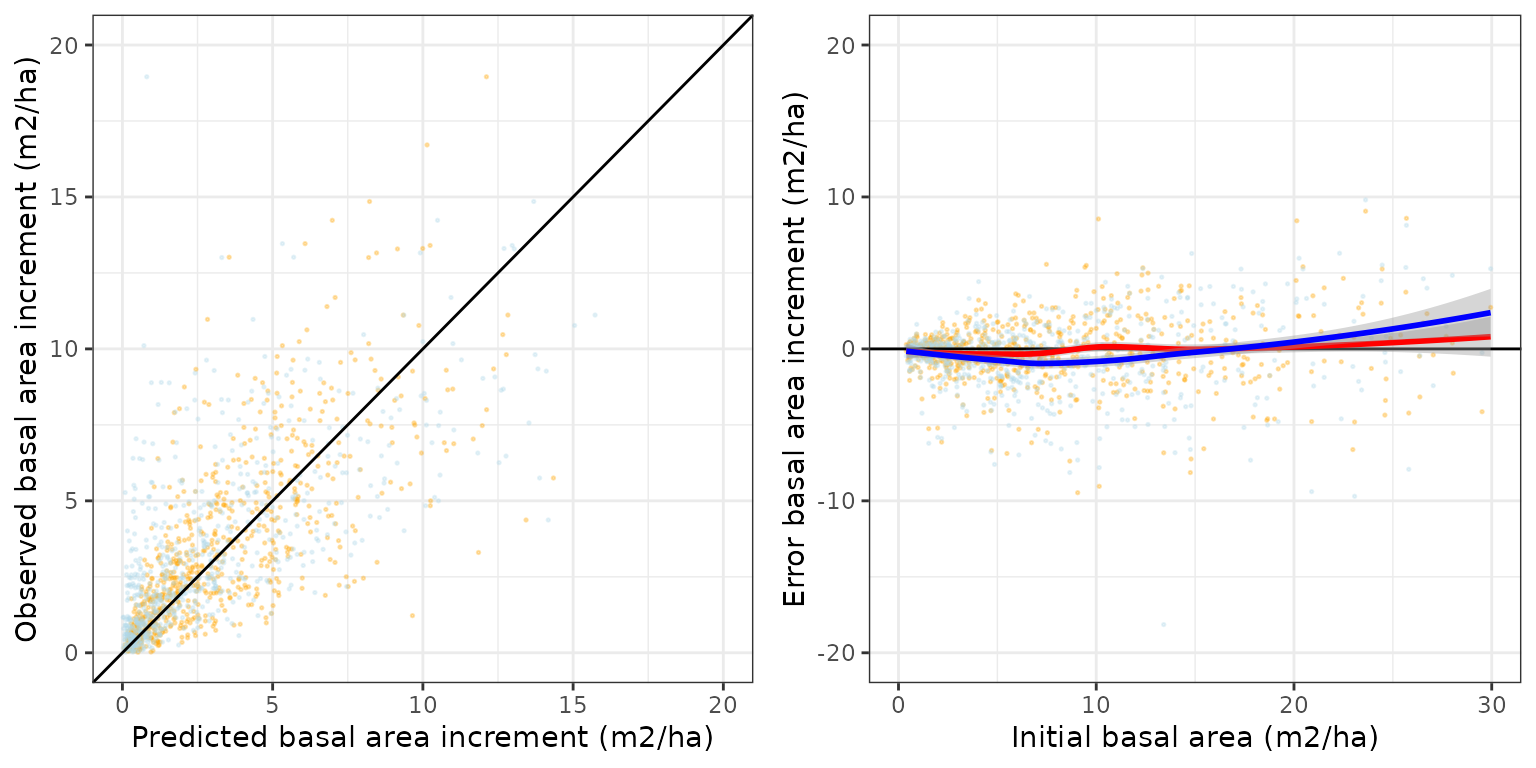 Observed basal area increment (m2/ha)
20
15
10
5
0
0 5 10 15 20
Predicted basal area increment (m2/ha)
Error basal area increment (m2/ha)
20
10
0
-10
-20
0 10 20 30
Initial basal area (m2/ha)